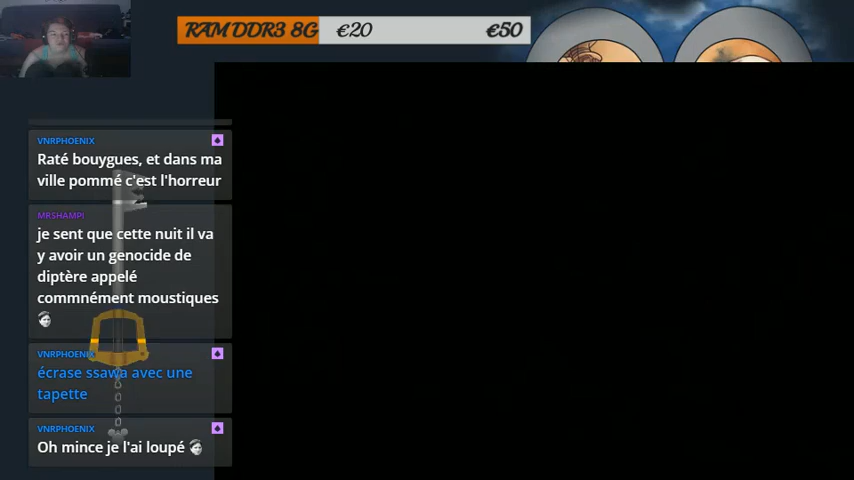 RAM DDR3 8G €20 €50
VNRPHOENIX
Raté bouygues, et dans ma
ville pommé c'est l'horreur
MRSHAMPI
je sent que cette nuit il va
y avoir un genocide de
diptère appelé
commnément moustiques
VNRPHOENIX
écrase ssawa avec une
tapette
VNRPHOENIX
Oh mince je l'ai loupé